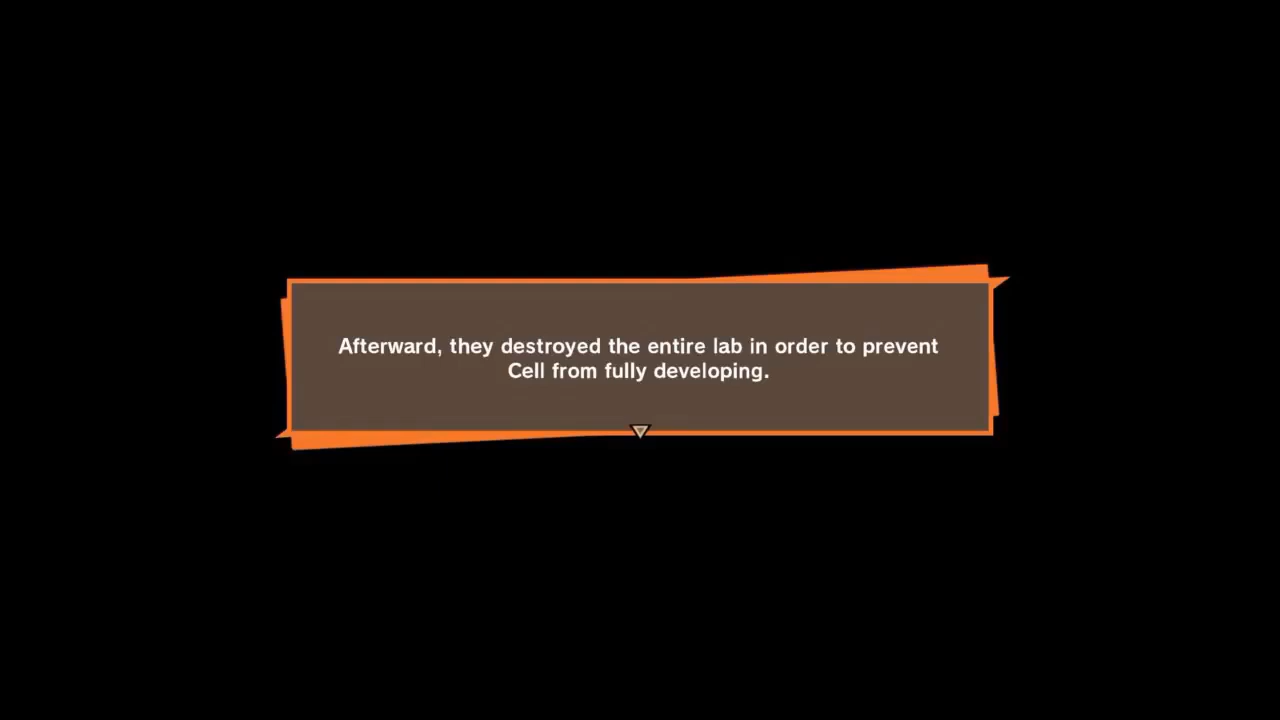 Afterward, they destroyed the entire lab in order to prevent
Cell from fully developing.